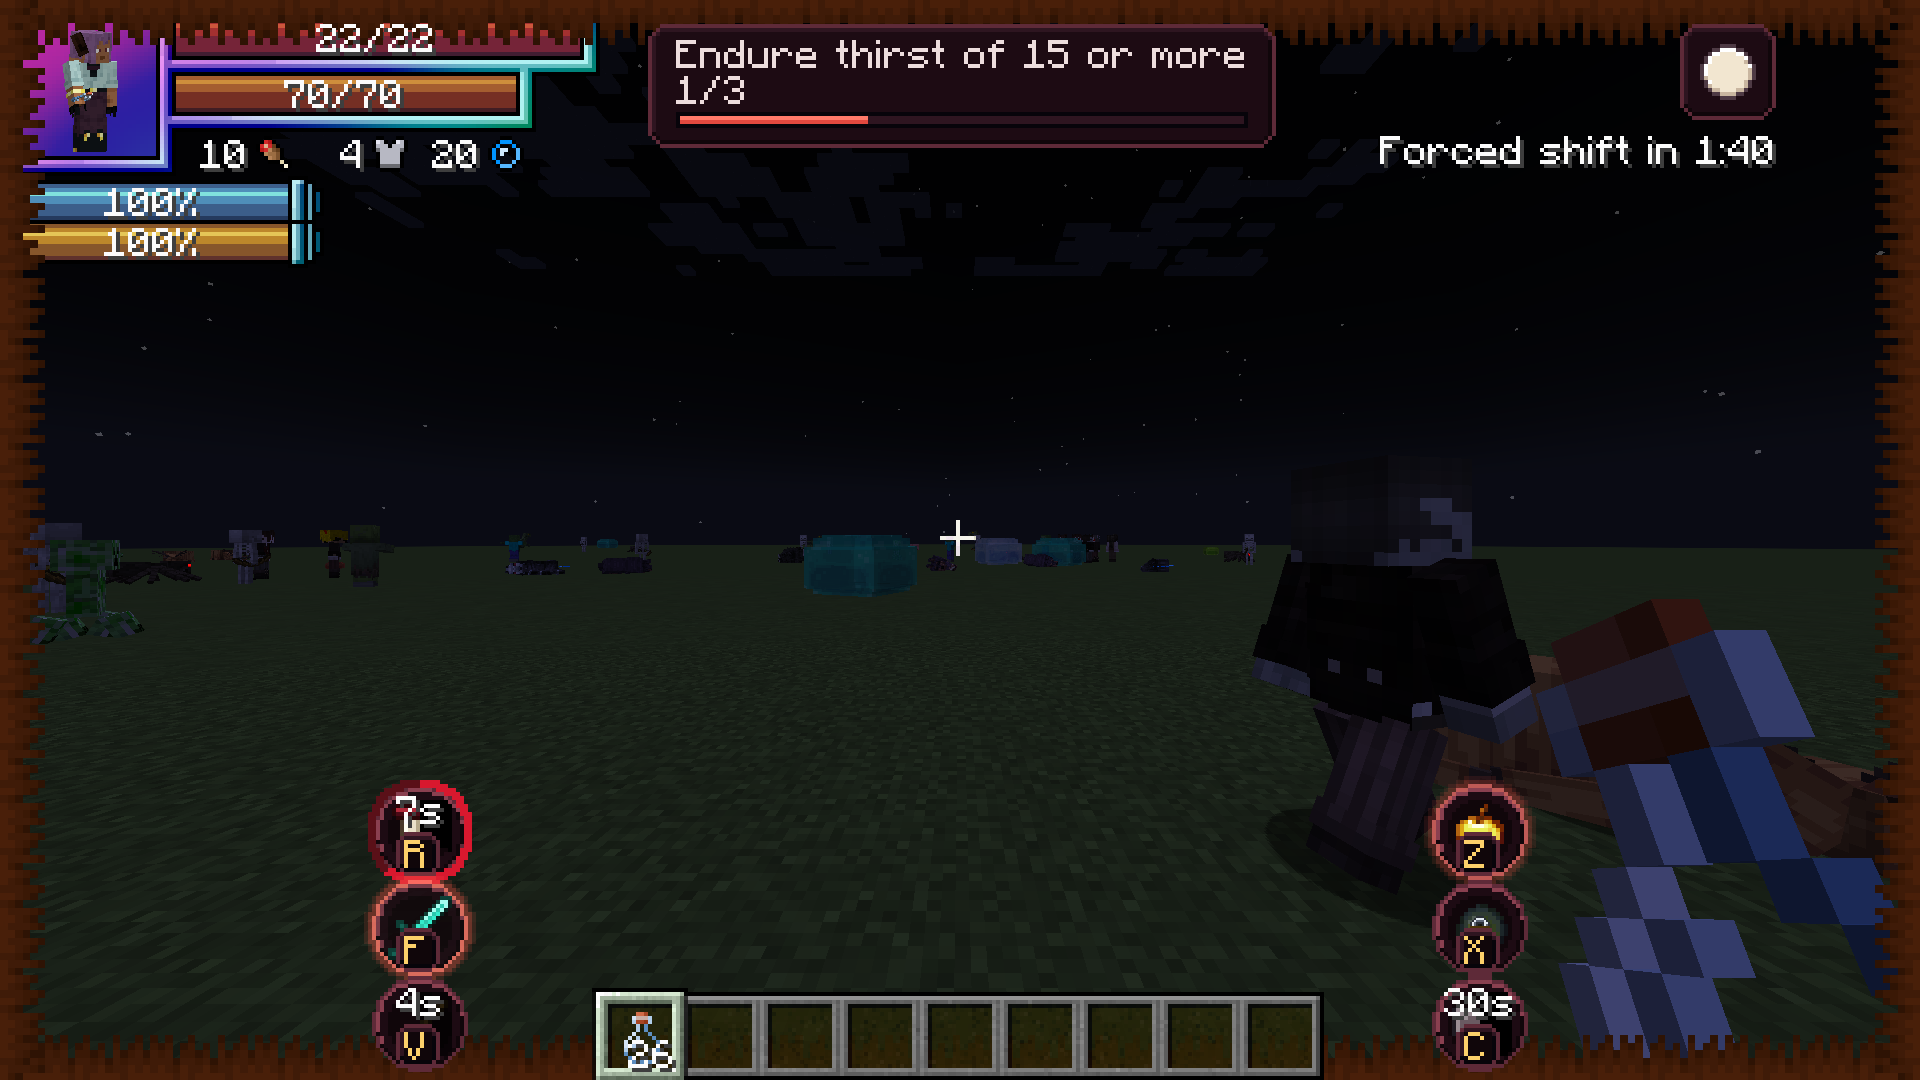 22/22
70/70
10 4 20
100%
100%
Endure thirst of 15 or more
1/3
Forced shift in 1:40
7s
R
F
4s
V
Z
X
30s
C
26